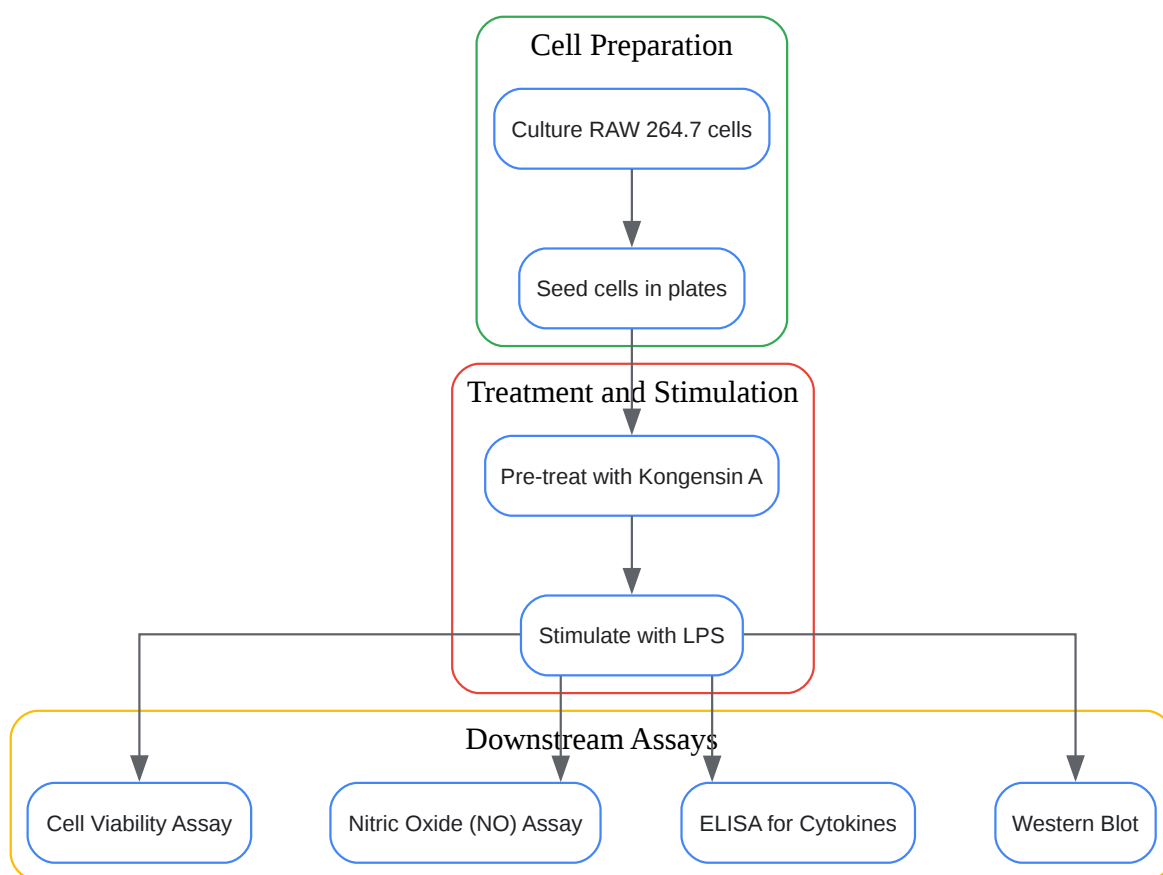 Cell Preparation
Culture RAW 264.7 cells
Seed cells in plates
Treatment and Stimulation
Pre-treat with Kongensin A
Stimulate with LPS
Downstream Assays
Cell Viability Assay
Nitric Oxide (NO) Assay
ELISA for Cytokines
Western Blot